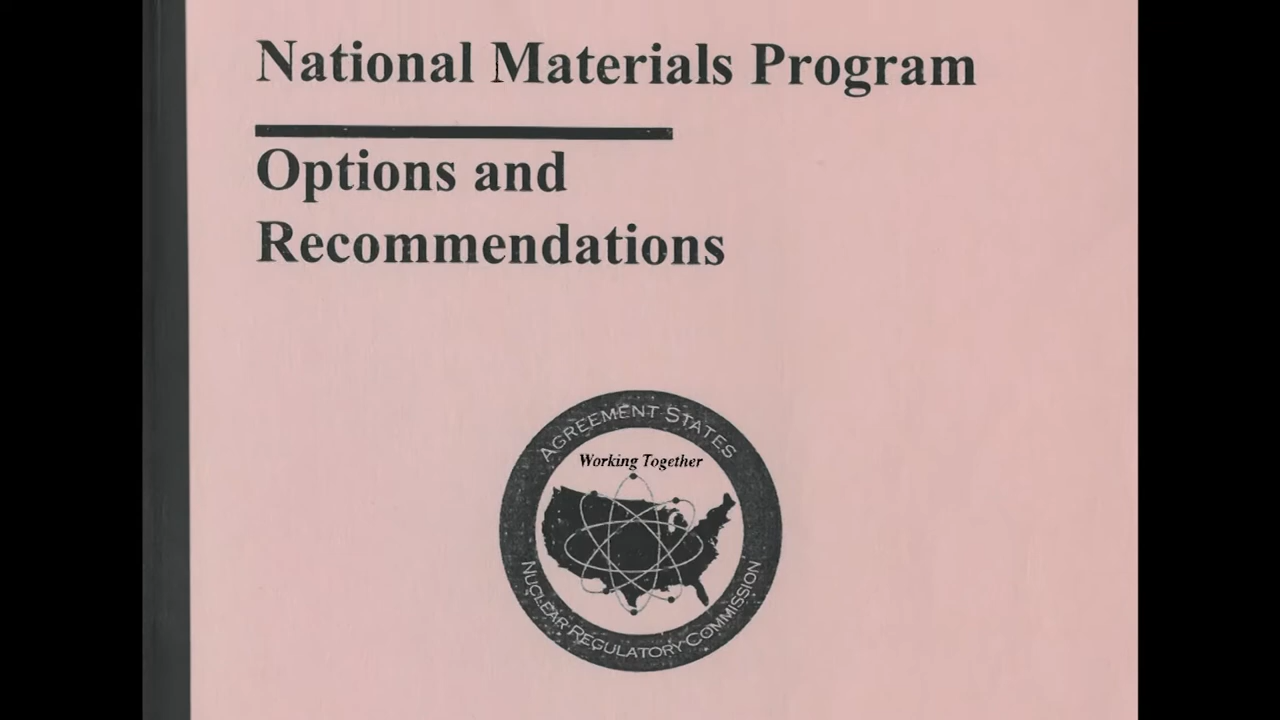 National Materials Program
Options and
Recommendations
AGREEMENT STATES
Working Together
NUCLEAR REGULATORY COMMISSION